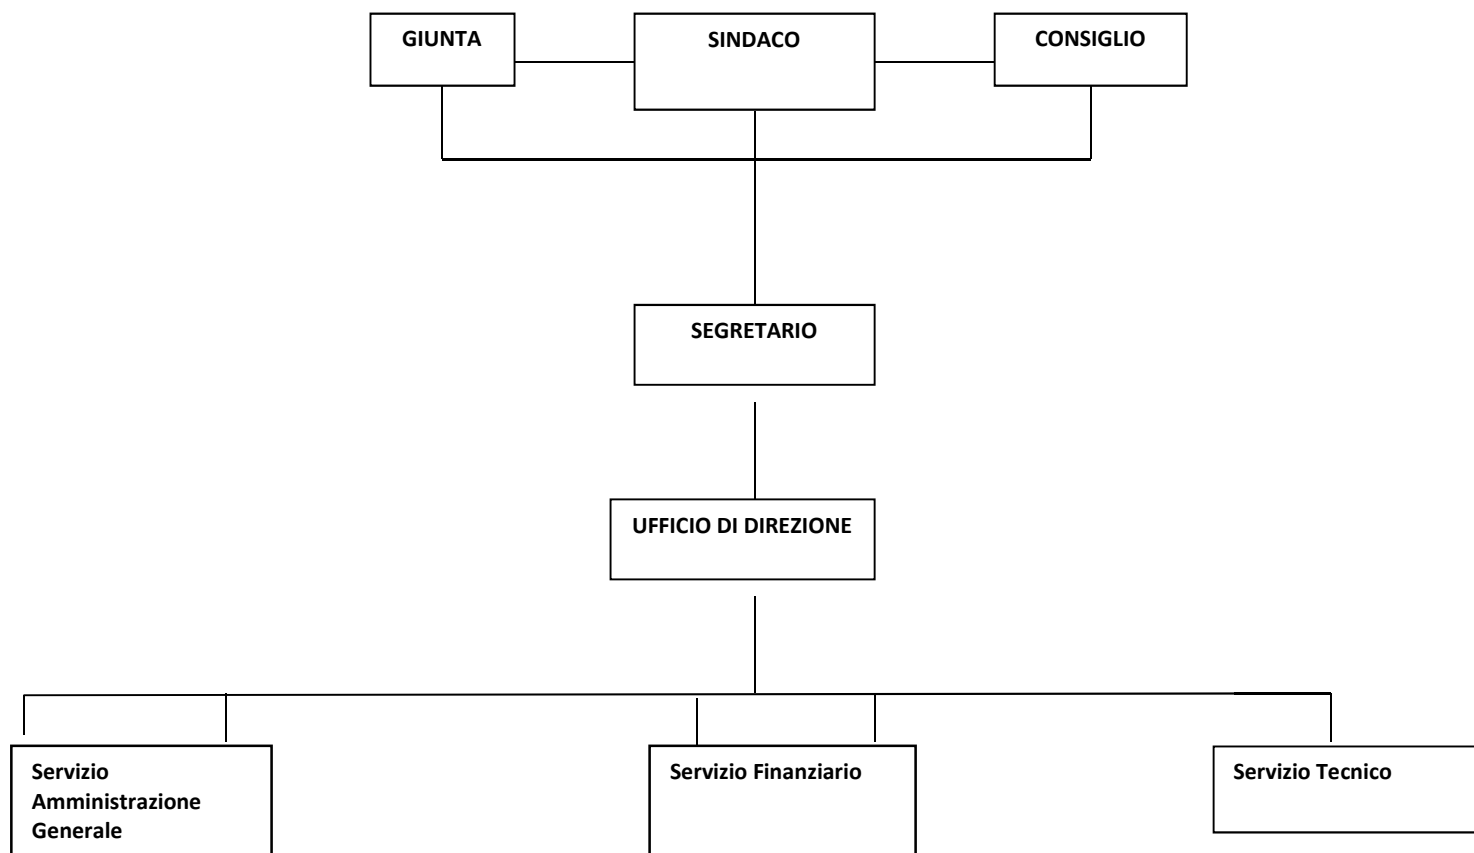 GIUNTA
SINDACO
CONSIGLIO
SEGRETARIO
UFFICIO DI DIREZIONE
Servizio
Amministrazione
Generale
Servizio Finanziario
Servizio Tecnico